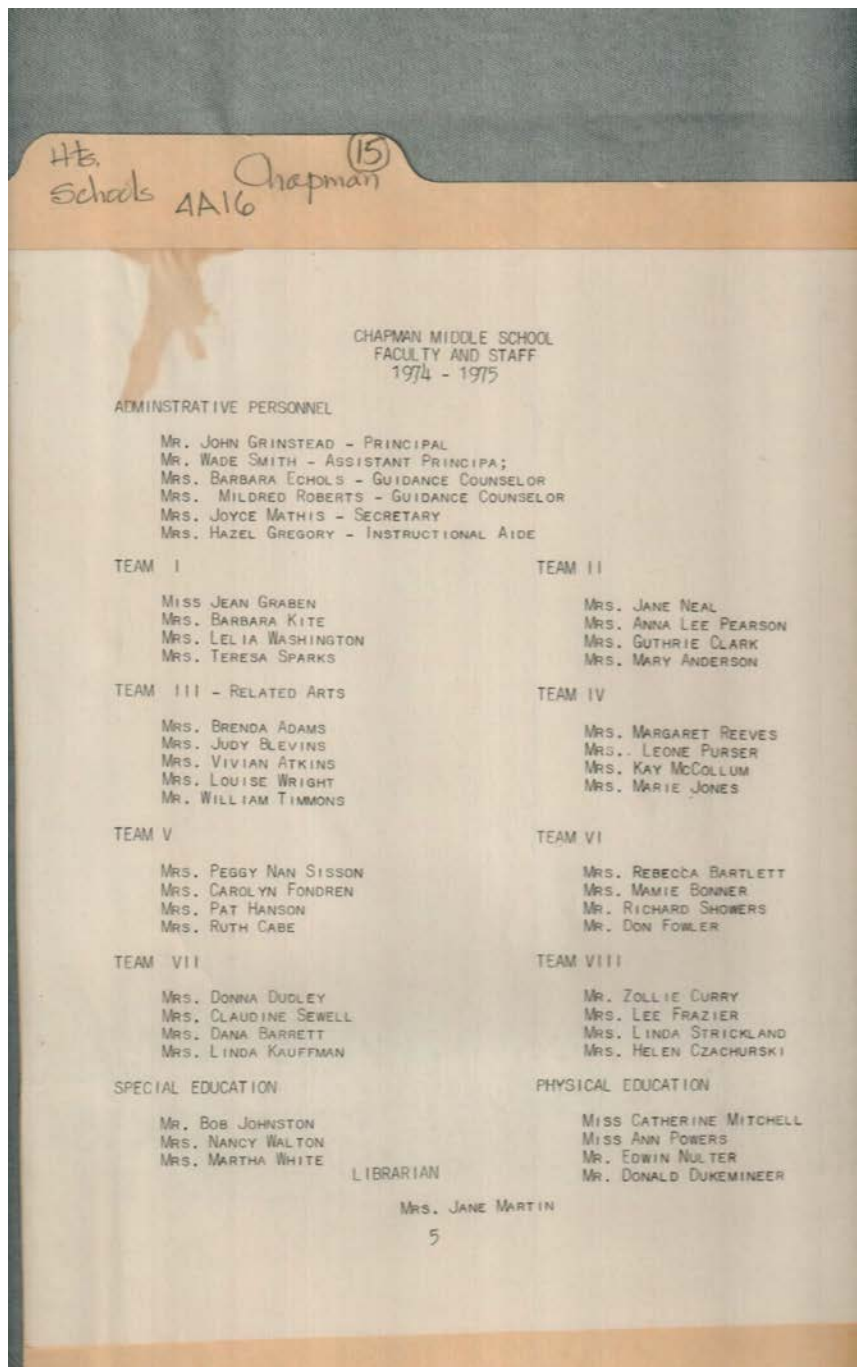 Hts. Chapman (15)
Schools 4A16
CHAPMAN MIDDLE SCHOOL
FACULTY AND STAFF
1974 - 1975
ADMINSTRATIVE PERSONNEL
MR. JOHN GRINSTEAD - PRINCIPAL
MR. WADE SMITH - ASSISTANT PRINCIPA;
MRS. BARBARA ECHOLS - GUIDANCE COUNSELOR
MRS. MILDRED ROBERTS - GUIDANCE COUNSELOR
MRS. JOYCE MATHIS - SECRETARY
MRS. HAZEL GREGORY - INSTRUCTIONAL AIDE
TEAM I
MISS JEAN GRABEN
MRS. BARBARA KITE
MRS. LELIA WASHINGTON
MRS. TERESA SPARKS
TEAM II
MRS. JANE NEAL
MRS. ANNA LEE PEARSON
MRS. GUTHRIE CLARK
MRS. MARY ANDERSON
TEAM III - RELATED ARTS
MRS. BRENDA ADAMS
MRS. JUDY BLEVINS
MRS. VIVIAN ATKINS
MRS. LOUISE WRIGHT
MR. WILLIAM TIMMONS
TEAM IV
MRS. MARGARET REEVES
MRS.. LEONE PURSER
MRS. KAY MCCOLLUM
MRS. MARIE JONES
TEAM V
MRS. PEGGY NAN SISSON
MRS. CAROLYN FONDREN
MRS. PAT HANSON
MRS. RUTH CABE
TEAM VI
MRS. REBECCA BARTLETT
MRS. MAMIE BONNER
MR. RICHARD SHOWERS
MR. DON FOWLER
TEAM VII
MRS. DONNA DUDLEY
MRS. CLAUDINE SEWELL
MRS. DANA BARRETT
MRS. LINDA KAUFFMAN
TEAM VIII
MR. ZOLLIE CURRY
MRS. LEE FRAZIER
MRS. LINDA STRICKLAND
MRS. HELEN CZACHURSKI
SPECIAL EDUCATION
MR. BOB JOHNSTON
MRS. NANCY WALTON
MRS. MARTHA WHITE
PHYSICAL EDUCATION
MISS CATHERINE MITCHELL
MISS ANN POWERS
MR. EDWIN NULTER
MR. DONALD DUKEMINEER
LIBRARIAN
MRS. JANE MARTIN
5